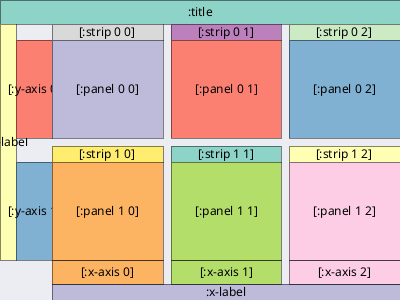 :title
[:strip 0 0] [:strip 0 1] [:strip 0 2]
[:y-axis [:panel 0 0] [:panel 0 1] [:panel 0 2]
label
[:strip 1 0] [:strip 1 1] [:strip 1 2]
[:y-axis [:panel 1 0] [:panel 1 1] [:panel 1 2]
[:x-axis 0] [:x-axis 1] [:x-axis 2]
:x-label